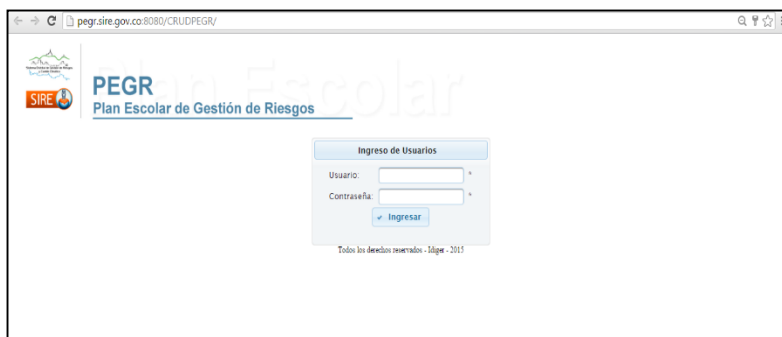 pegr.sire.gov.co:8080/CRUDPEGR/
Plan Escolar
SIRE
PEGR
Plan Escolar de Gestión de Riesgos
Ingreso de Usuarios
Usuario: *
Contraseña: *
Ingresar
Todos los derechos reservados - Idiger - 2015